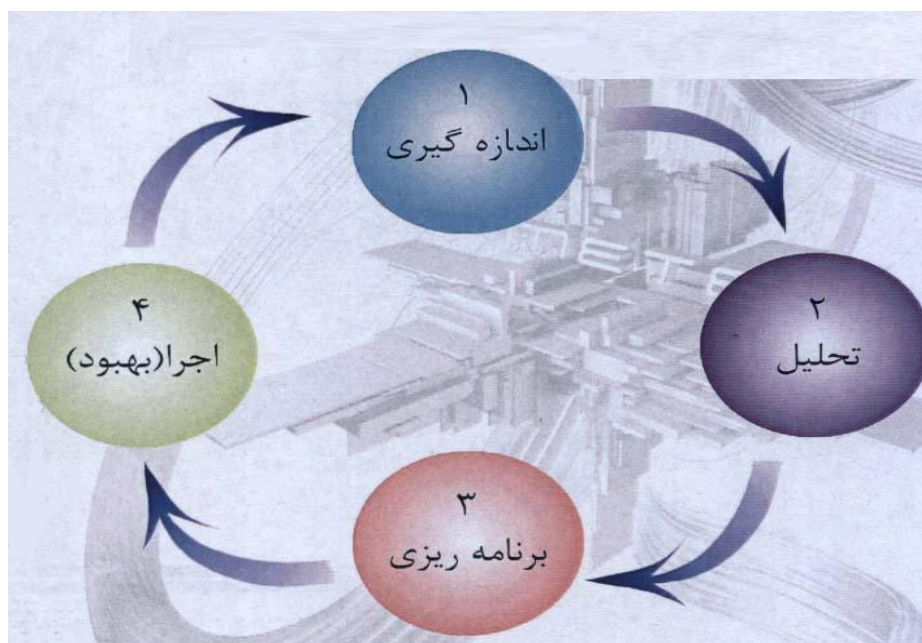 ۱
اندازه گیری
۲
تحلیل
۳
برنامه ریزی
۴
اجرا(بهبود)